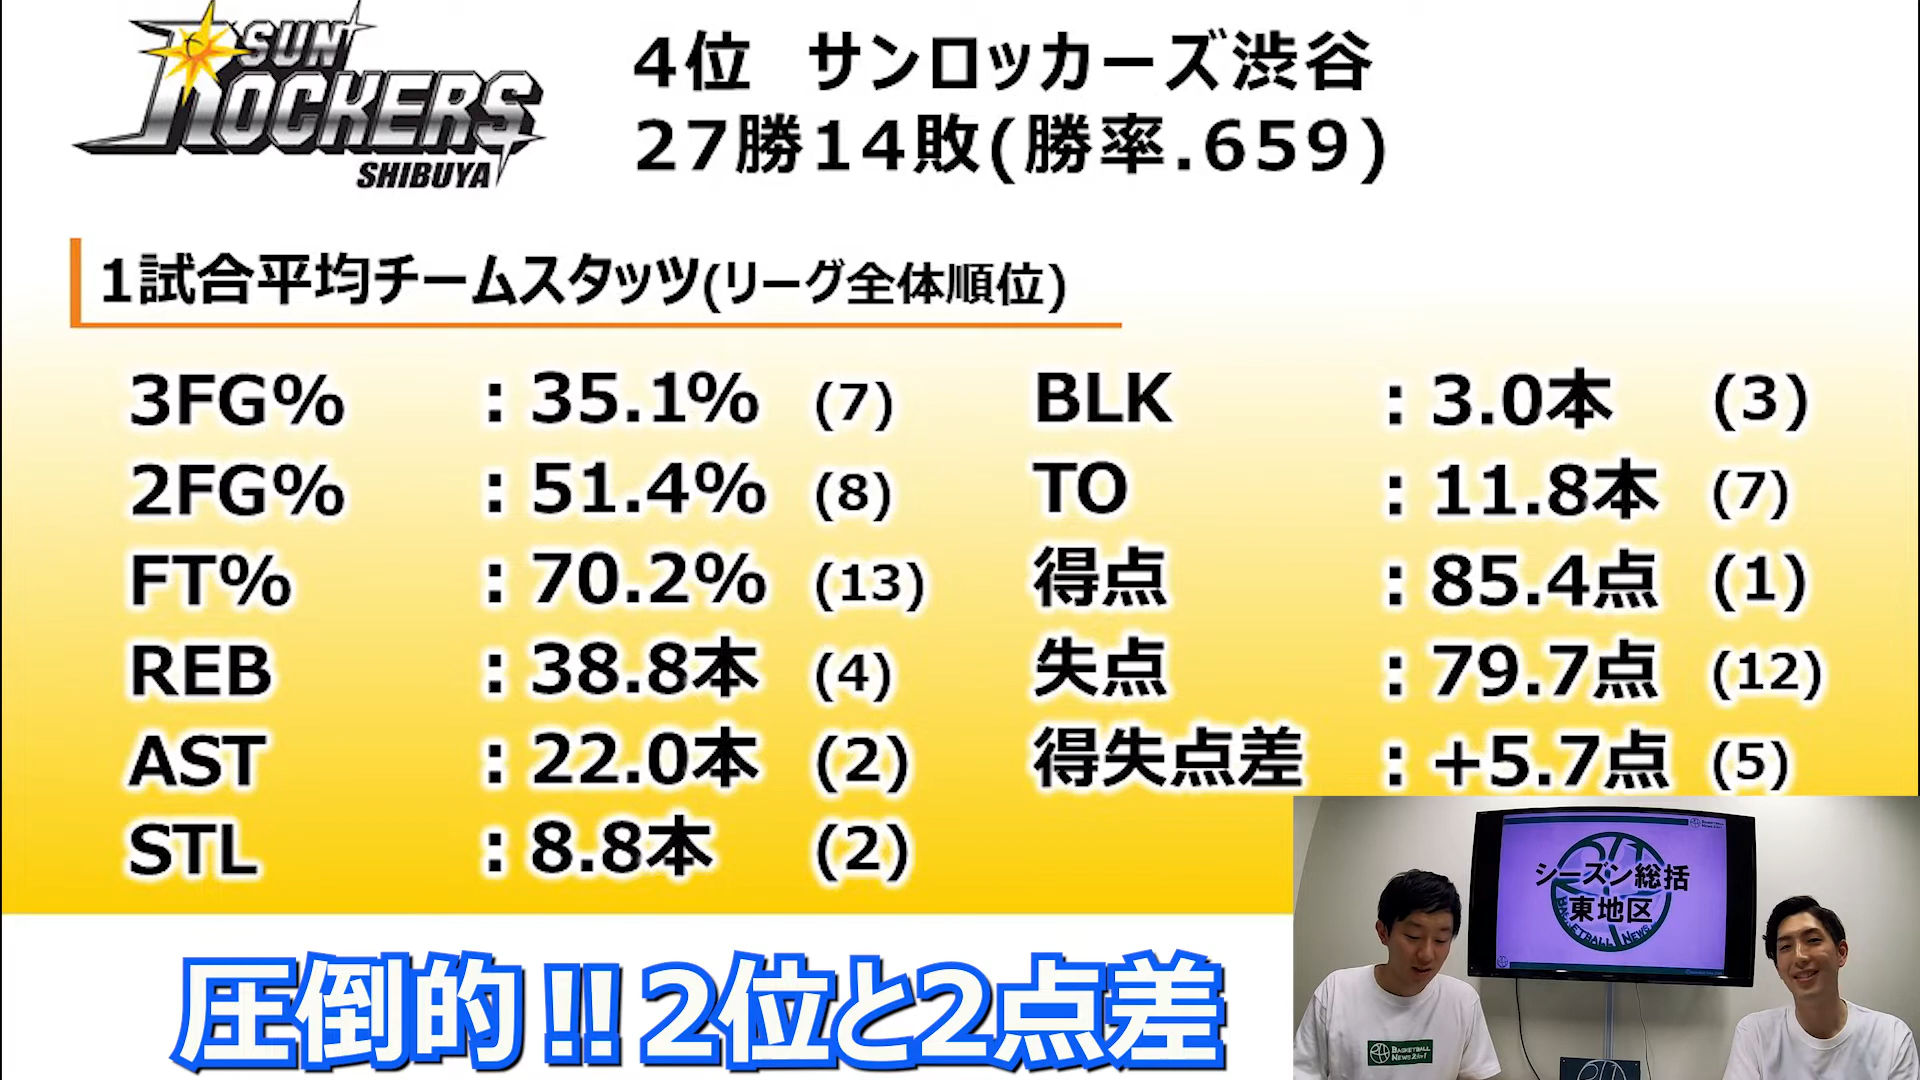 SUN
ROCKERS
SHIBUYA
4位 サンロッカーズ渋谷
27勝14敗(勝率.659)
1試合平均チームスタッツ(リーグ全体順位)
3FG% : 35.1% (7)
2FG% : 51.4% (8)
FT% : 70.2% (13)
REB : 38.8本 (4)
AST : 22.0本 (2)
STL : 8.8本 (2)
BLK : 3.0本 (3)
TO : 11.8本 (7)
得点 : 85.4点 (1)
失点 : 79.7点 (12)
得失点差 : +5.7点 (5)
シーズン総括
東地区
BASKETBALL NEWS
BASKETBALL
NEWS 2for1
圧倒的!!2位と2点差